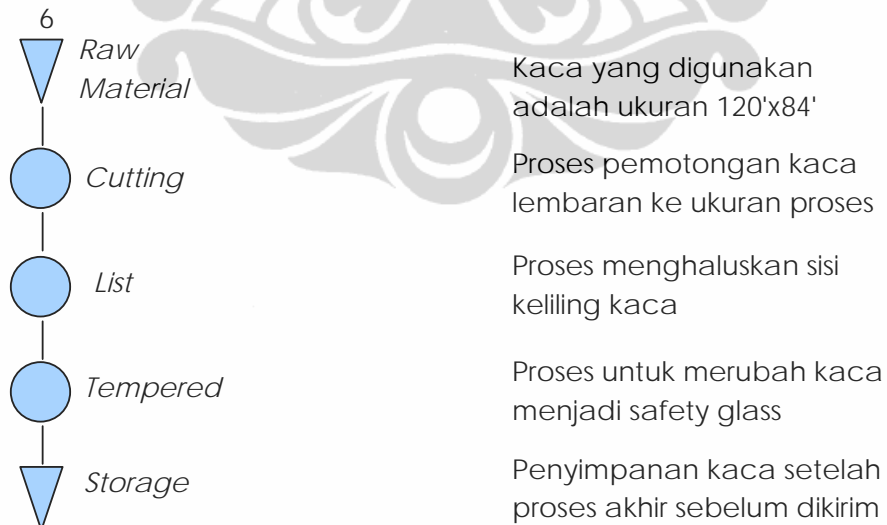 6
Raw
Material
Kaca yang digunakan
adalah ukuran 120'x84'
Cutting
Proses pemotongan kaca
lembaran ke ukuran proses
List
Proses menghaluskan sisi
keliling kaca
Tempered
Proses untuk merubah kaca
menjadi safety glass
Storage
Penyimpanan kaca setelah
proses akhir sebelum dikirim